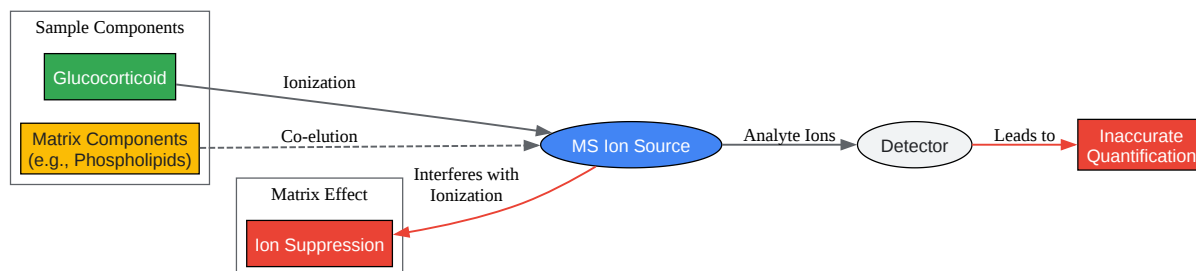 Sample Components
Glucocorticoid
Ionization
Matrix Components
(e.g., Phospholipids)
Co-elution
MS Ion Source
Analyte Ions
Detector
Leads to
Inaccurate
Quantification
Interferes with
Ionization
Matrix Effect
Ion Suppression